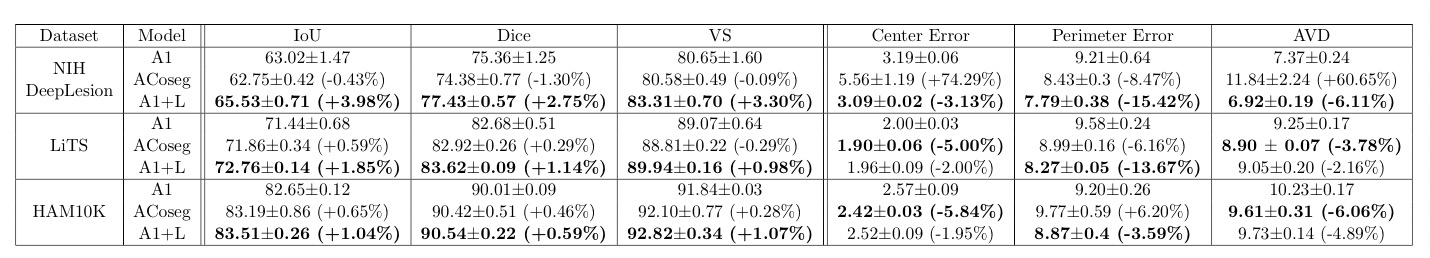 Dataset Model IoU Dice VS Center Error Perimeter Error AVD
NIH DeepLesion A1 63.02±1.47 75.36±1.25 80.65±1.60 3.19±0.06 9.21±0.64 7.37±0.24
ACoseg 62.75±0.42 (-0.43%) 74.38±0.77 (-1.30%) 80.58±0.49 (-0.09%) 5.56±1.19 (+74.29%) 8.43±0.3 (-8.47%) 11.84±2.24 (+60.65%)
A1+L 65.53±0.71 (+3.98%) 77.43±0.57 (+2.75%) 83.31±0.70 (+3.30%) 3.09±0.02 (-3.13%) 7.79±0.38 (-15.42%) 6.92±0.19 (-6.11%)
LiTS A1 71.44±0.68 82.68±0.51 89.07±0.64 2.00±0.03 9.58±0.24 9.25±0.17
ACoseg 71.86±0.34 (+0.59%) 82.92±0.26 (+0.29%) 88.81±0.22 (-0.29%) 1.90±0.06 (-5.00%) 8.99±0.16 (-6.16%) 8.90 ± 0.07 (-3.78%)
A1+L 72.76±0.14 (+1.85%) 83.62±0.09 (+1.14%) 89.94±0.16 (+0.98%) 1.96±0.09 (-2.00%) 8.27±0.05 (-13.67%) 9.05±0.20 (-2.16%)
HAM10K A1 82.65±0.12 90.01±0.09 91.84±0.03 2.57±0.09 9.20±0.26 10.23±0.17
ACoseg 83.19±0.86 (+0.65%) 90.42±0.51 (+0.46%) 92.10±0.77 (+0.28%) 2.42±0.03 (-5.84%) 9.77±0.59 (+6.20%) 9.61±0.31 (-6.06%)
A1+L 83.51±0.26 (+1.04%) 90.54±0.22 (+0.59%) 92.82±0.34 (+1.07%) 2.52±0.09 (-1.95%) 8.87±0.4 (-3.59%) 9.73±0.14 (-4.89%)